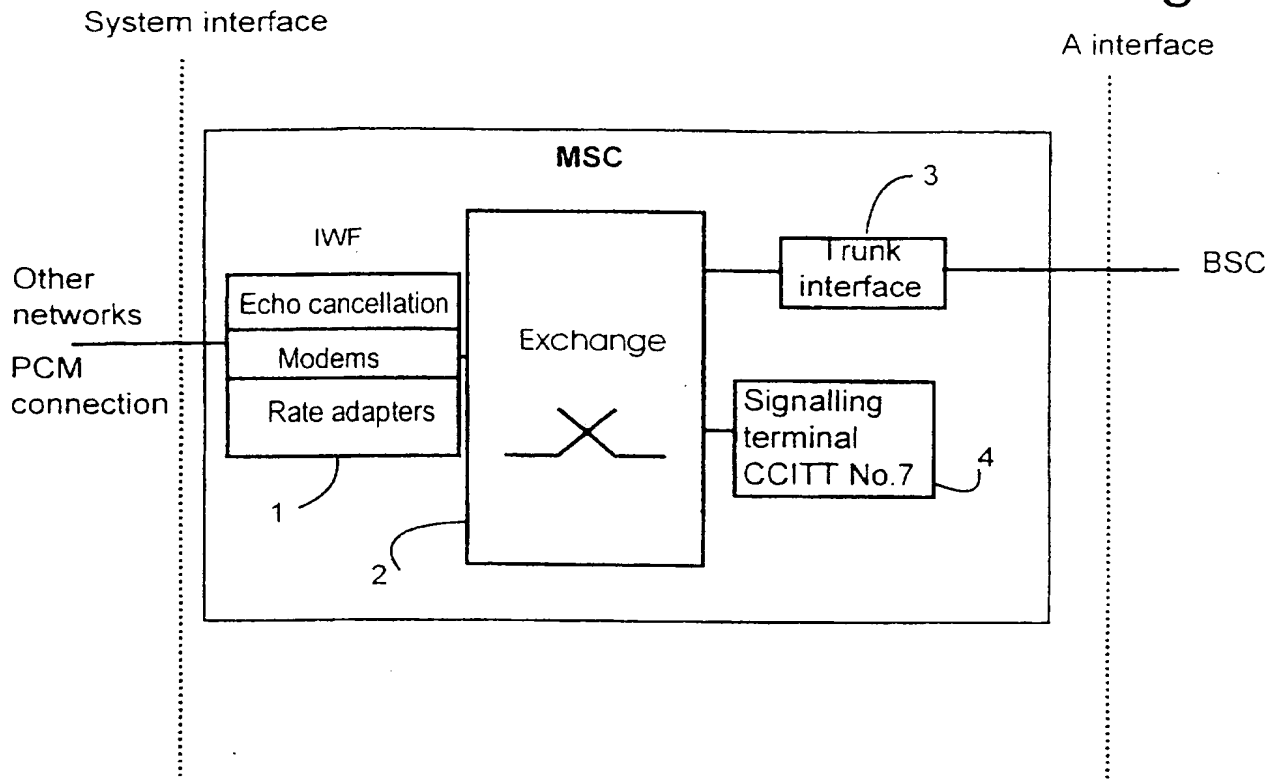 System interface
A interface
MSC
3
IWF
Trunk
interface
BSC
Other
networks
PCM
connection
Echo cancellation
Modems
Rate adapters
Exchange
Signalling
terminal
CCITT No.7
4
1
2